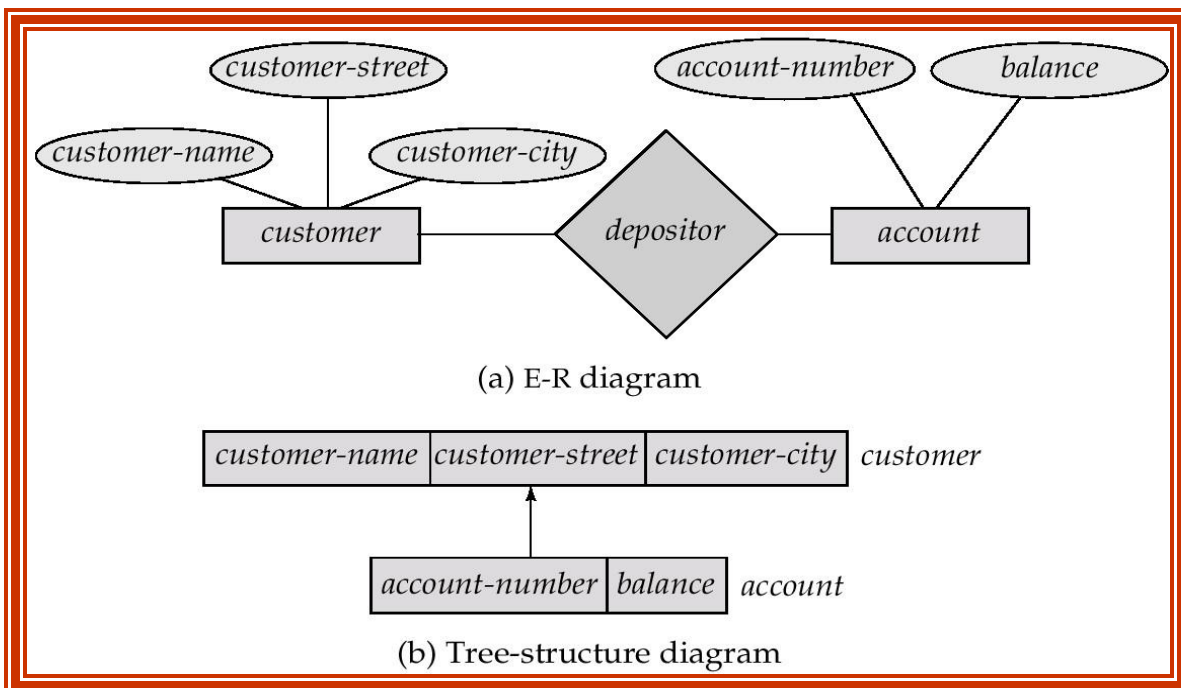 customer-street
account-number
balance
customer-name
customer-city
customer
depositor
account
(a) E-R diagram
customer-name customer-street customer-city customer
account-number balance account
(b) Tree-structure diagram